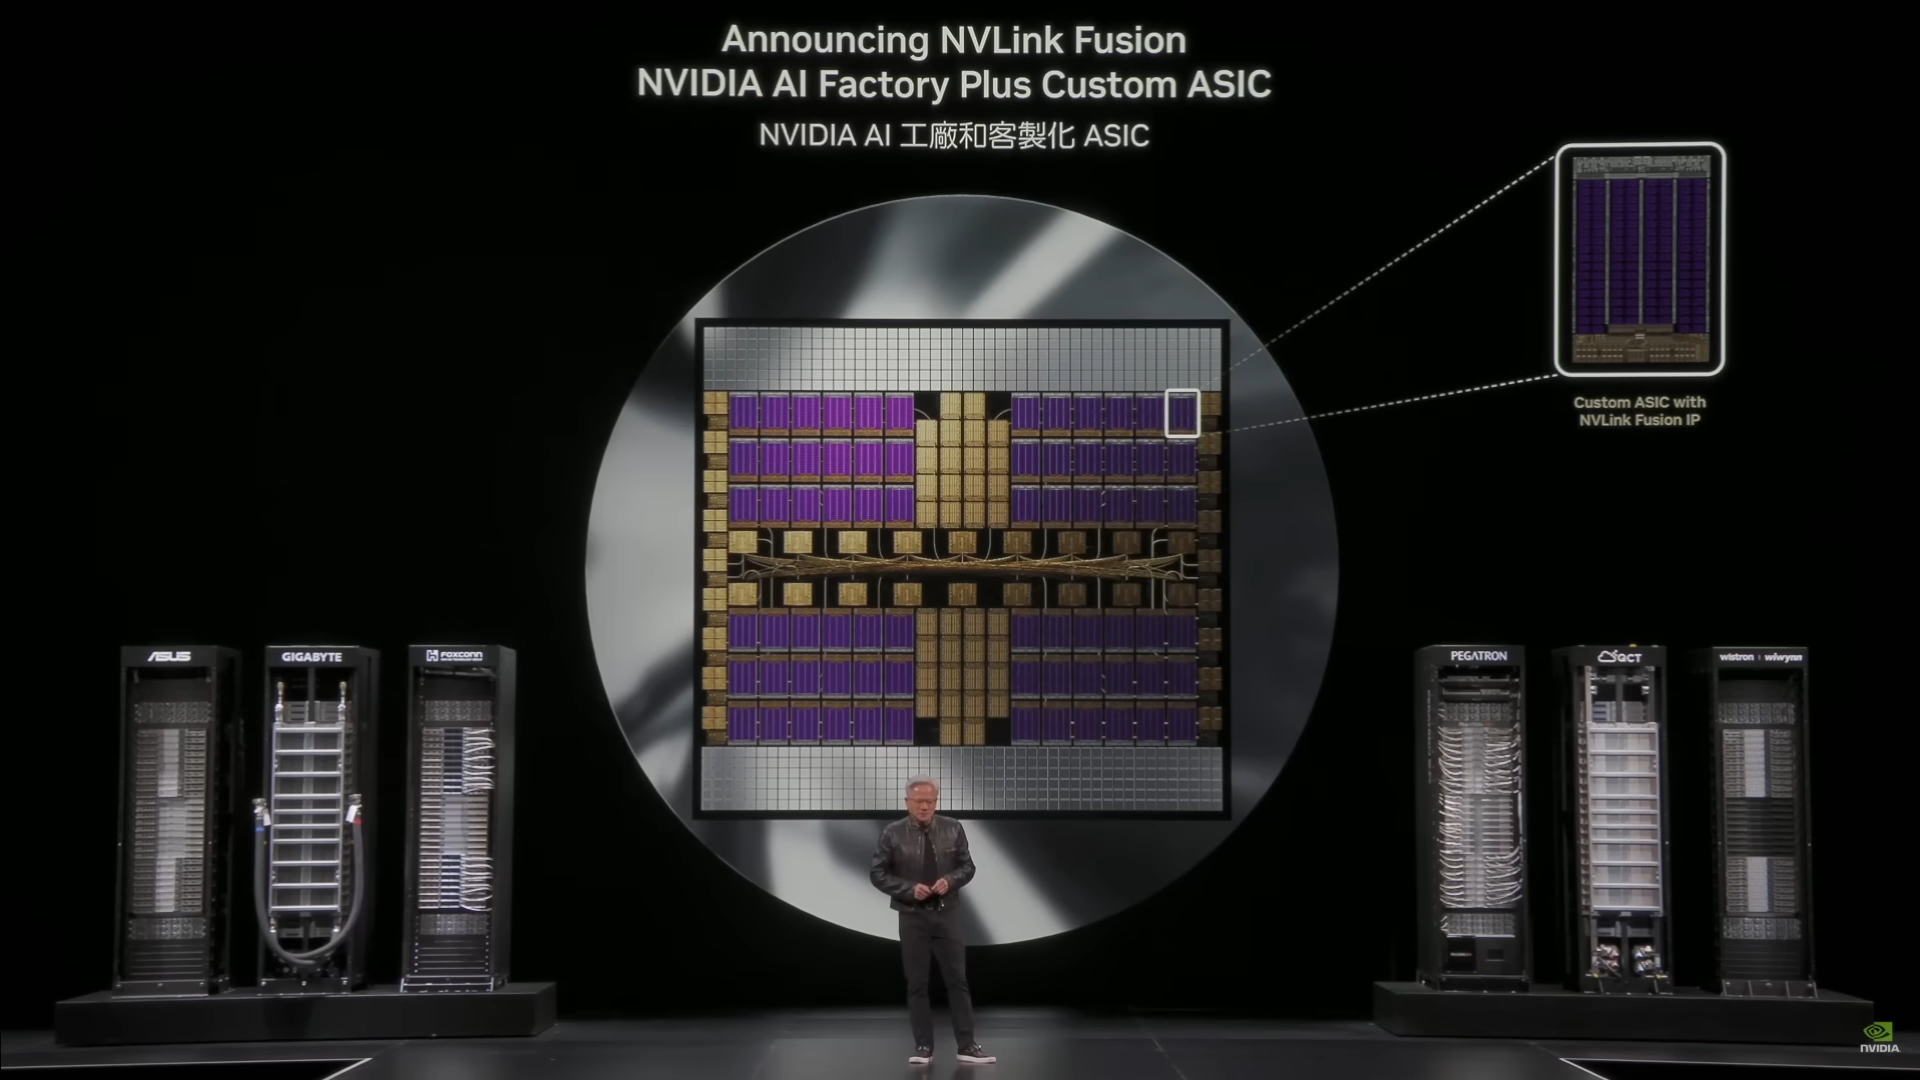 Announcing NVLink Fusion
NVIDIA AI Factory Plus Custom ASIC
NVIDIA AI 工廠和客製化 ASIC
Custom ASIC with
NVLink Fusion IP
ASUS
GIGABYTE
Foxconn
PEGATRON
QCT
wistron | wiwynn
NVIDIA